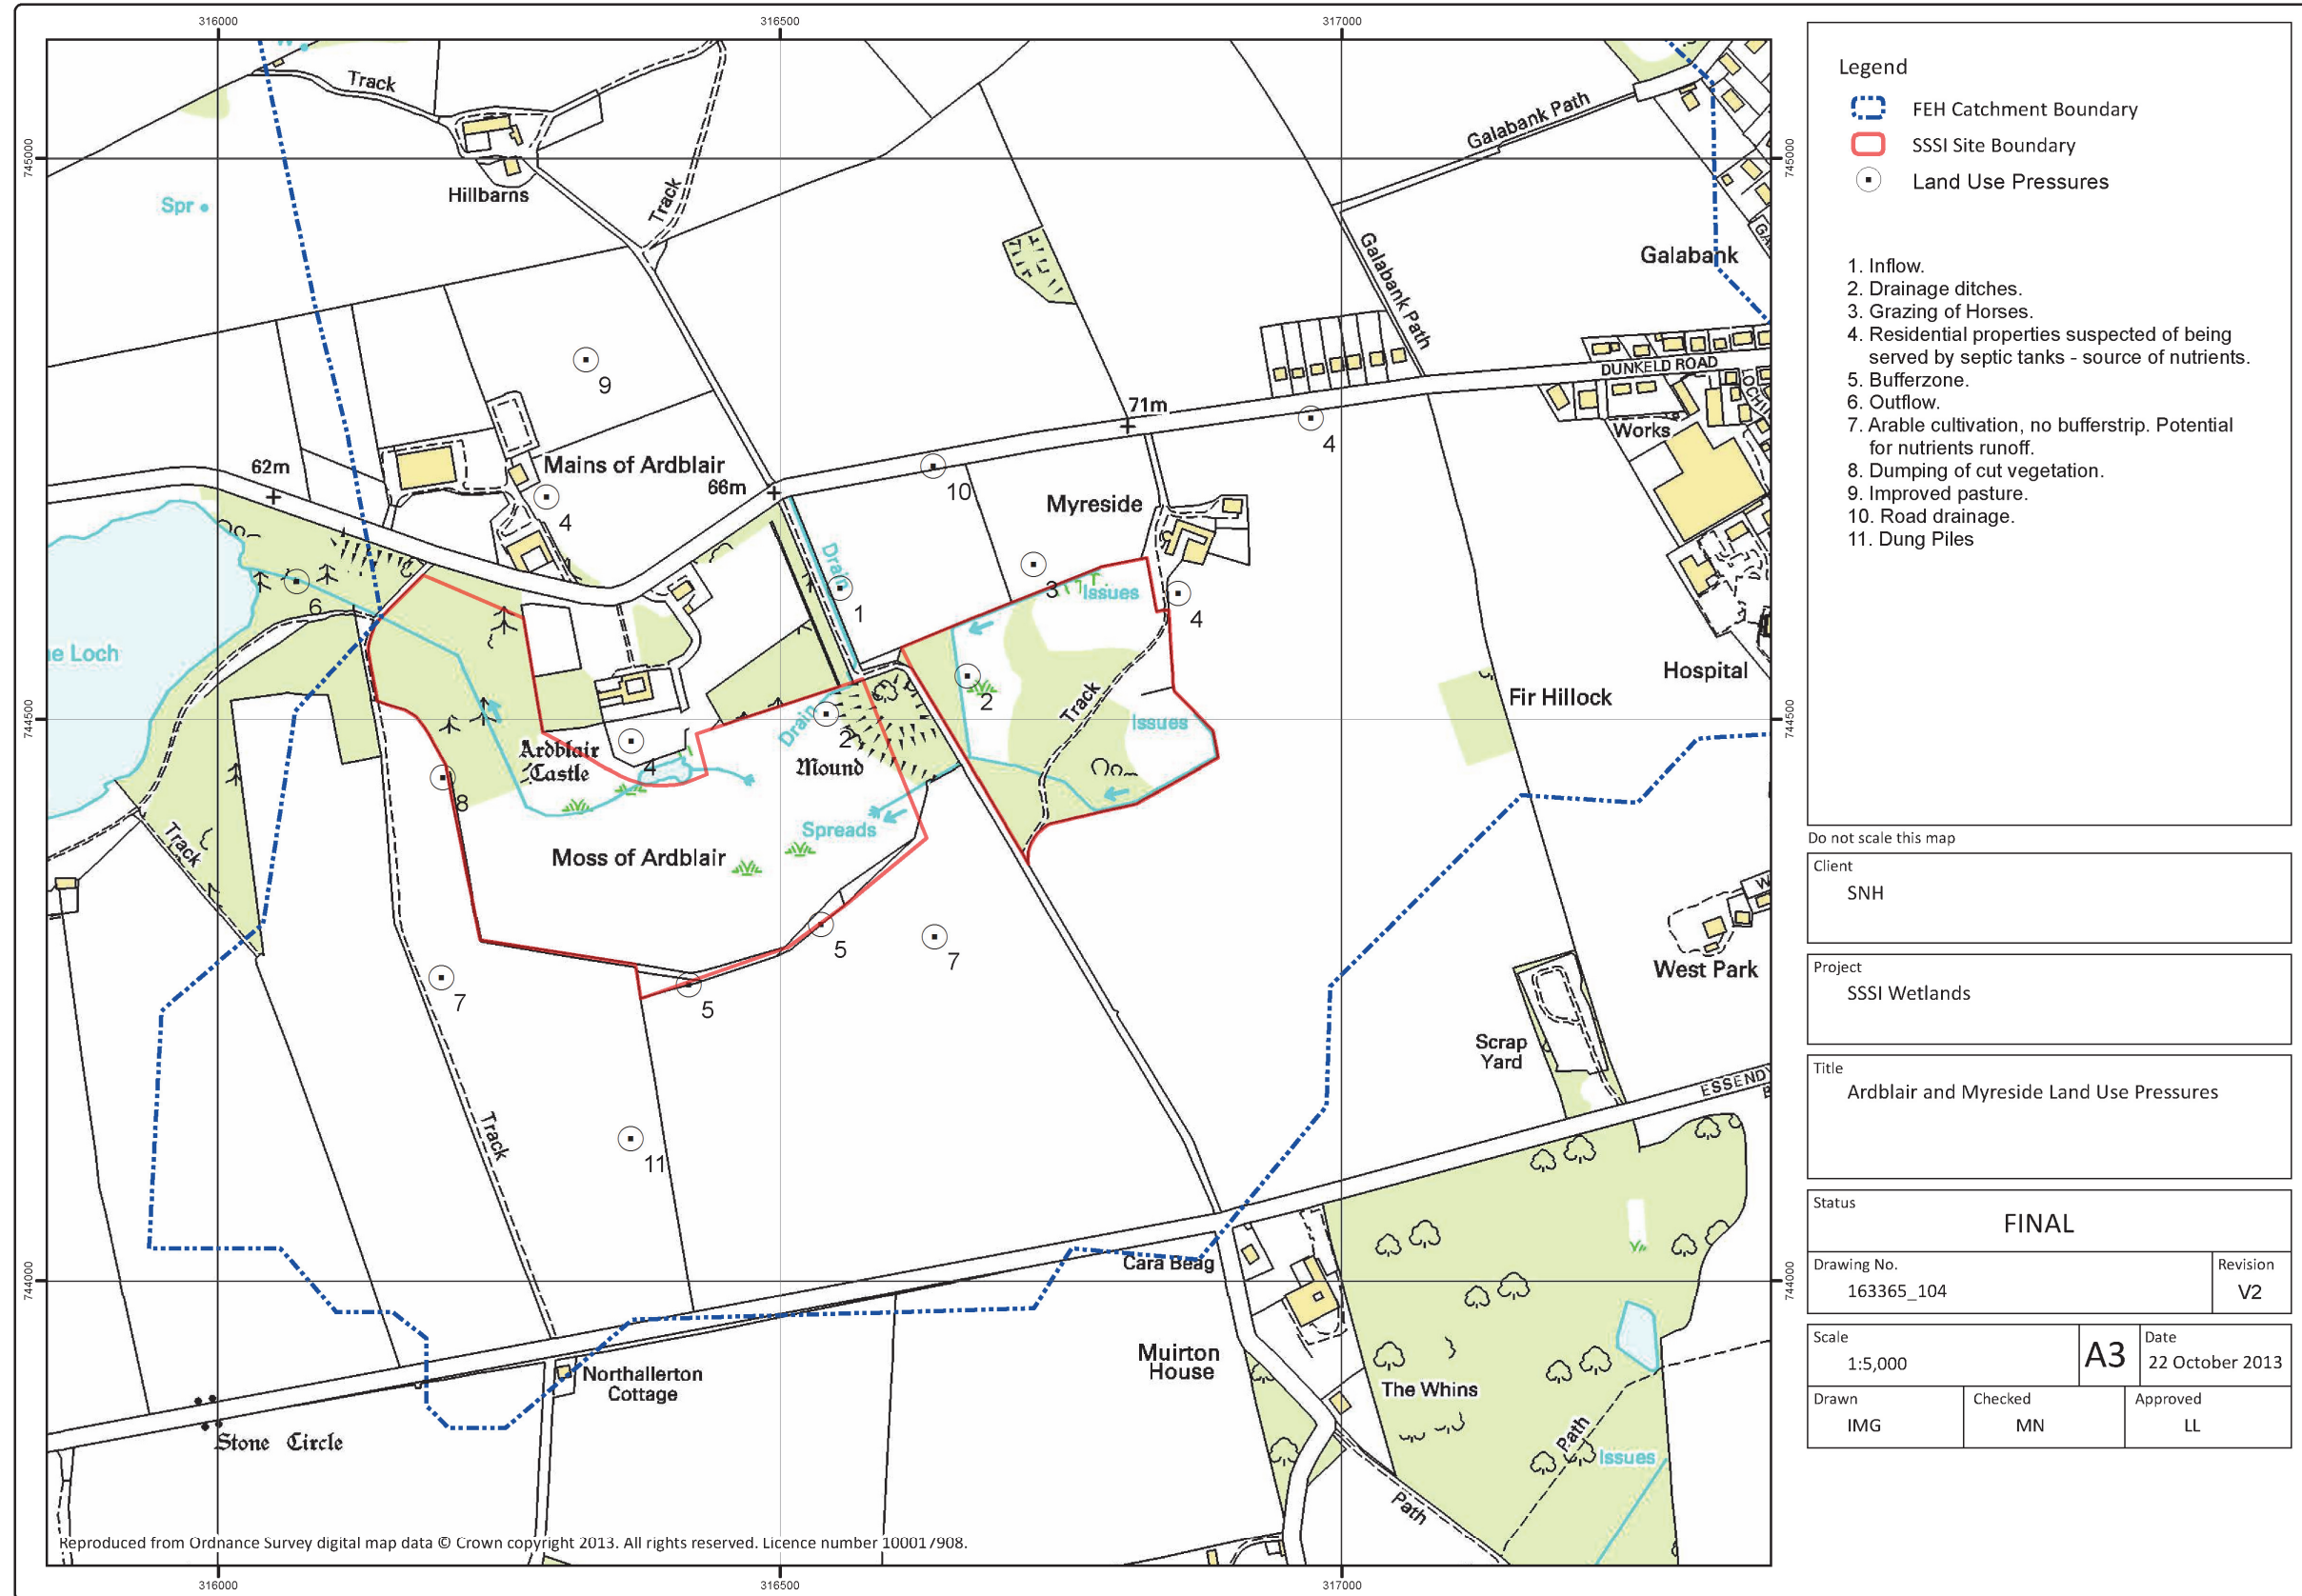 316000
316500
317000
745000
744500
744000
745000
744500
744000
Track
Hillbarns
Track
Spr
Galabank Path
Galabank Path
Galabank
9
DUNKELD ROAD
Works
71m
4
62m
Mains of Ardblair
66m
10
4
Myreside
Drain
3
Issues
6
1
4
e Loch
2
Hospital
Fir Hillock
Track
Issues
Drain
2
Ardblair
Castle
4
Mound
8
Spreads
Track
Moss of Ardblair
5
7
West Park
7
5
Scrap
Yard
ESSENDY
Track
11
Cara Beag
Muirton
House
Northallerton
Cottage
The Whins
Stone Circle
Path
Issues
Path
Reproduced from Ordnance Survey digital map data © Crown copyright 2013. All rights reserved. Licence number 100017908.
316000
316500
317000
Legend
FEH Catchment Boundary
SSSI Site Boundary
Land Use Pressures
1. Inflow.
2. Drainage ditches.
3. Grazing of Horses.
4. Residential properties suspected of being
served by septic tanks - source of nutrients.
5. Bufferzone.
6. Outflow.
7. Arable cultivation, no bufferstrip. Potential
for nutrients runoff.
8. Dumping of cut vegetation.
9. Improved pasture.
10. Road drainage.
11. Dung Piles
Do not scale this map
Client
SNH
Project
SSSI Wetlands
Title
Ardblair and Myreside Land Use Pressures
Status
FINAL
Drawing No.
163365_104
Revision
V2
Scale
1:5,000
A3
Date
22 October 2013
Drawn
IMG
Checked
MN
Approved
LL